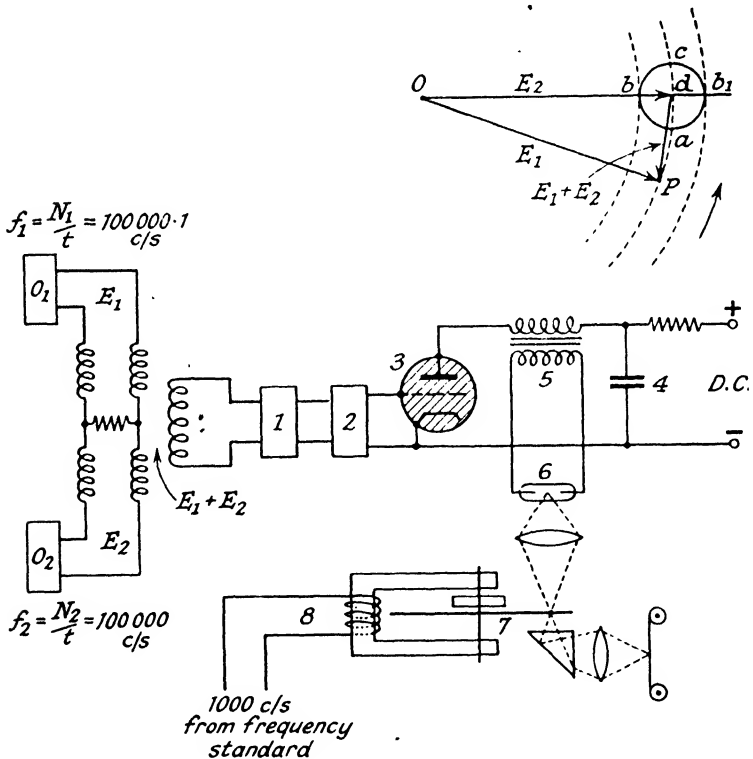 c
O
E₂
b
d
b₁
E₁
a
P
E₁+E₂
f₁=N₁/t=100 000·1
c/s
O₁
E₁
+
3
4
D.C.
5
1
2
−
E₁+E₂
6
O₂
E₂
f₂=N₂/t=100 000
c/s
8
7
1000 c/s
from frequency
standard